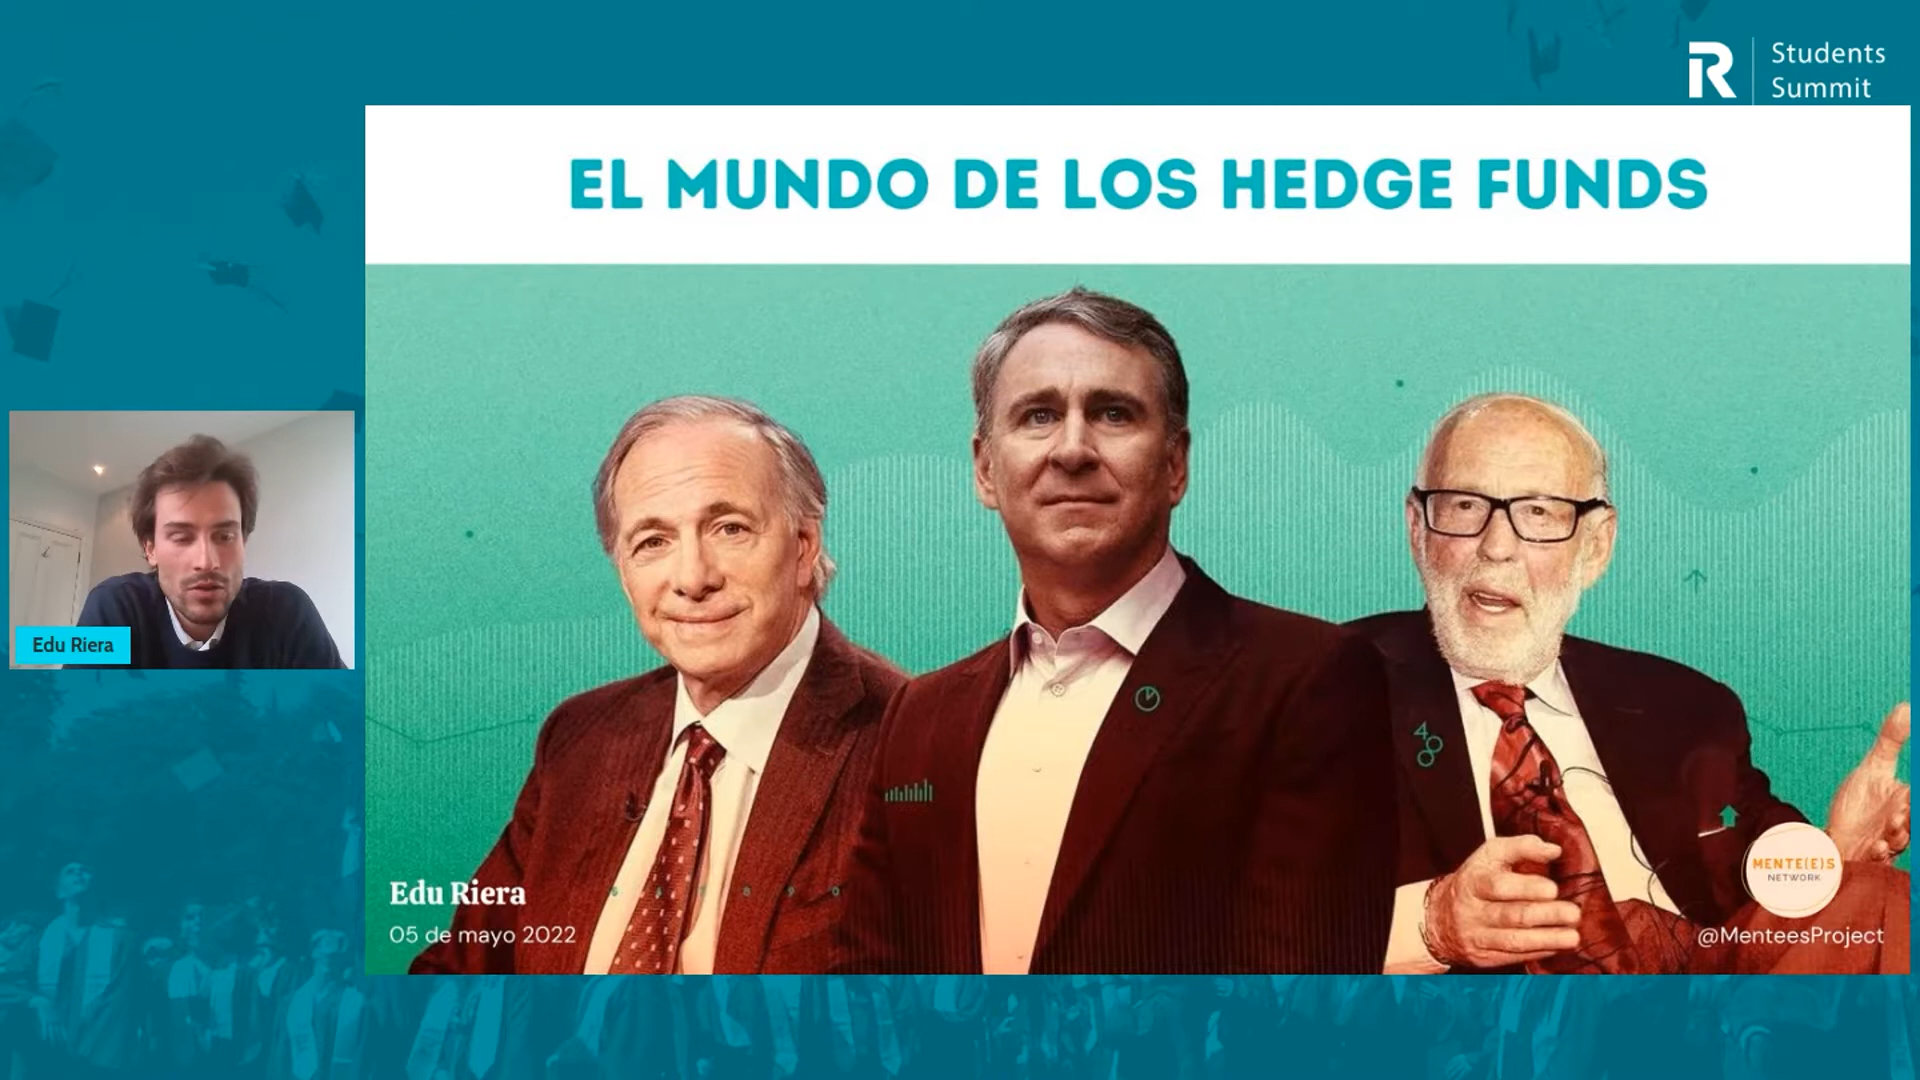 R
Students
Summit
EL MUNDO DE LOS HEDGE FUNDS
Edu Riera
Edu Riera
05 de mayo 2022
MENTE(E)S
NETWORK
@MenteesProject